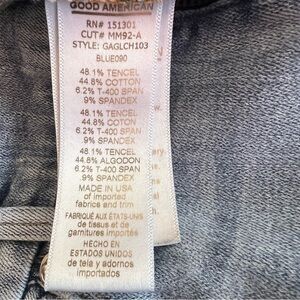 GOOD AMERICAN
RN# 151301
CUT# MM92-A
STYLE: GAGLCH103
BLUE090
48.1% TENCEL
44.8% COTTON
6.2% T-400 SPAN
.9% SPANDEX
48.1% TENCEL
44.8% COTON
6.2% T-400 SPAN
.9% SPANDEX
48.1% TENCEL
44.8% ALGODON
6.2% T-400 SPAN
.9% SPANDEX
MADE IN USA
of imported
fabrics and trim
FABRIQUÉ AUX ÉTATS-UNIS
de tissus et de
garnitures importés
HECHO EN
ESTADOS UNIDOS
de tela y adornos
importados